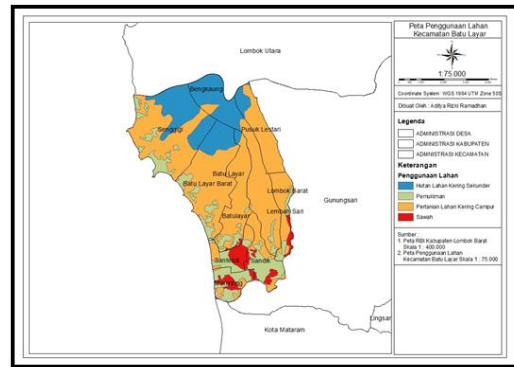 Peta Penggunaan Lahan
Kecamatan Batu Layar
1:75.000
Coordinate System: WGS 1984 UTM Zone 50S
Dibuat Oleh : Aditya Rizki Ramadhan
Legenda
ADMINISTRASI DESA
ADMINISTRASI KABUPATEN
ADMINISTRASI KECAMATAN
Keterangan
Penggunaan Lahan
Hutan Lahan Kering Sekunder
Pemukiman
Pertanian Lahan Kering Campur
Sawah
Sumber :
1. Peta RBI Kabupaten Lombok Barat
Skala 1 : 400.000
2. Peta Penggunaan Lahan
Kecamatan Batu Layar Skala 1 : 75.000
Lombok Utara
Bengkaung
Senggigi
Pusuk Lestari
Batu Layar
Batu Layar Barat
Lombok Barat
Gunungsari
Lembah Sari
Batulayar
Sandik
Kota Mataram
Lingsar